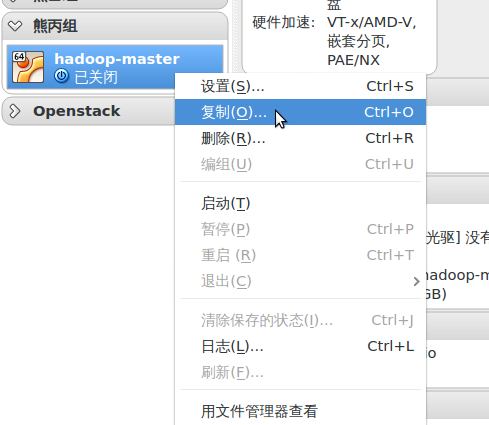 盘
熊丙组
硬件加速: VT-x/AMD-V,
嵌套分页,
PAE/NX
64
hadoop-master
已关闭
Openstack
设置(S)... Ctrl+S
复制(O)... Ctrl+O
删除(R)... Ctrl+R
编组(U) Ctrl+U
启动(T)
暂停(P) Ctrl+P
重启 (R) Ctrl+T
退出(C)
清除保存的状态(I)... Ctrl+J
日志(L)... Ctrl+L
刷新(F)...
用文件管理器查看
光驱] 没有
hadoop-m
GB)
io